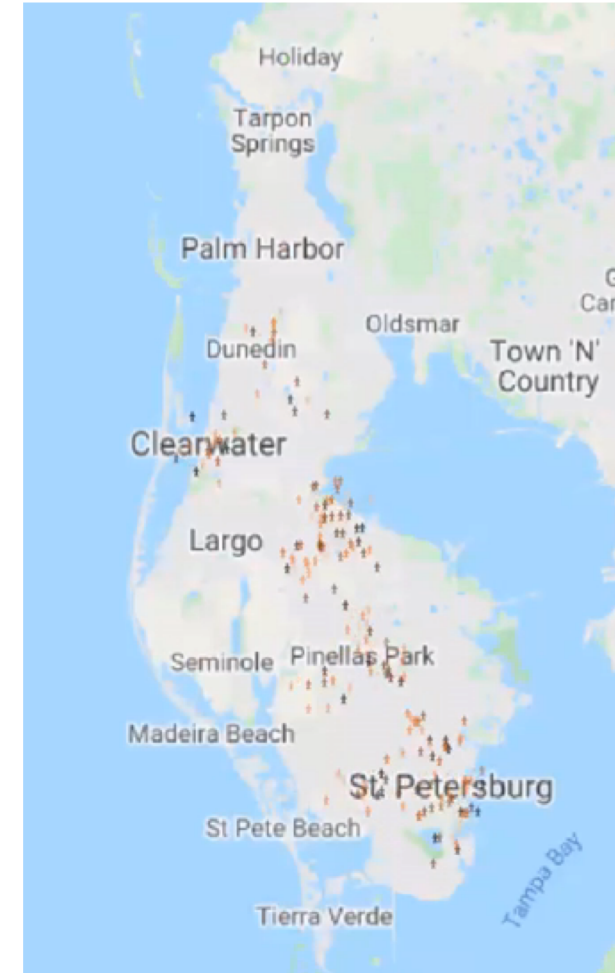 Holiday
Tarpon
Springs
Palm Harbor
Oldsmar
Dunedin
Town 'N'
Country
Clearwater
Largo
Seminole
Pinellas Park
Madeira Beach
St. Petersburg
St Pete Beach
Tierra Verde
Tampa Bay